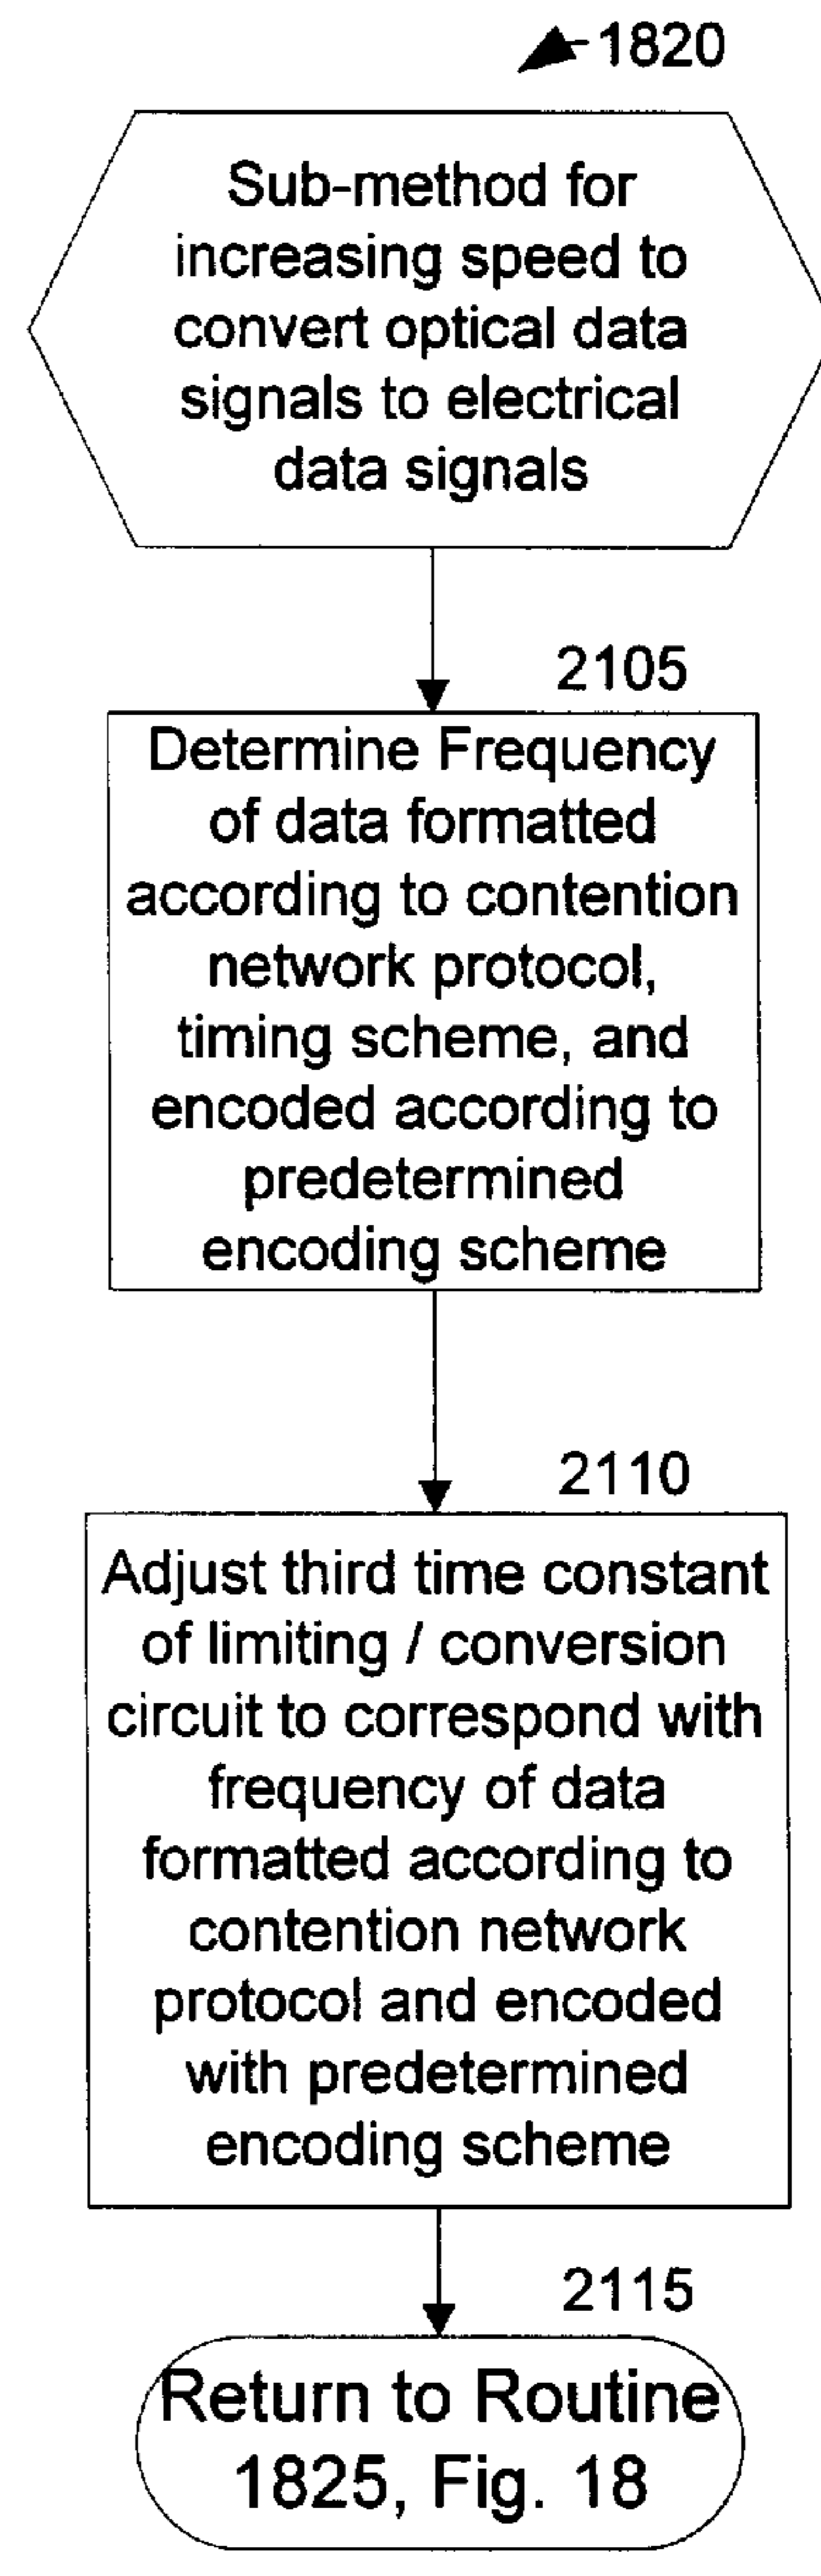 1820
Sub-method for
increasing speed to
convert optical data
signals to electrical
data signals
2105
Determine Frequency
of data formatted
according to contention
network protocol,
timing scheme, and
encoded according to
predetermined
encoding scheme
2110
Adjust third time constant
of limiting / conversion
circuit to correspond with
frequency of data
formatted according to
contention network
protocol and encoded
with predetermined
encoding scheme
2115
Return to Routine
1825, Fig. 18